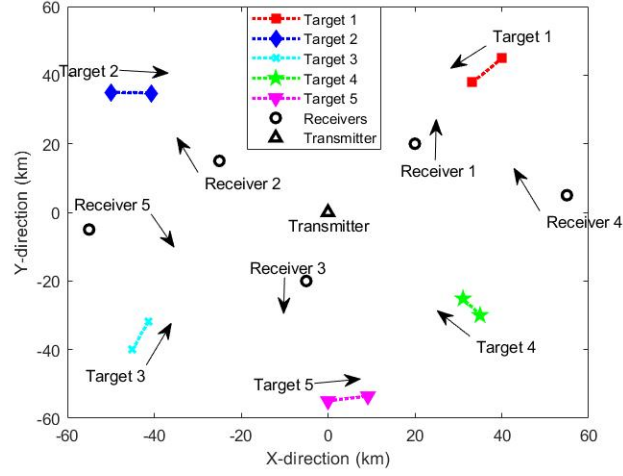 60
40
20
0
-20
-40
-60
Y-direction (km)
Target 1
Target 2
Target 3
Target 4
Target 5
Receivers
Transmitter
Target 1
Target 2
Receiver 1
Receiver 2
Receiver 5
Receiver 4
Transmitter
Receiver 3
Target 4
Target 3
Target 5
-60
-40
-20
0
20
40
60
X-direction (km)